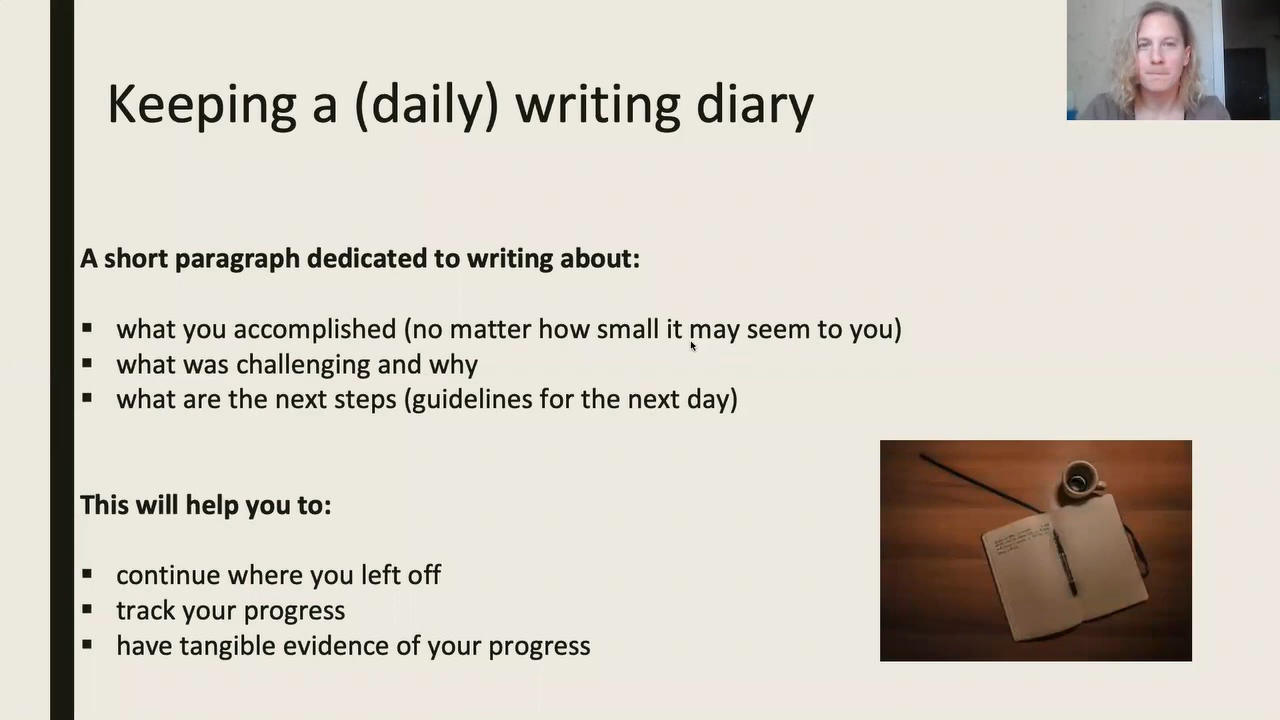 Keeping a (daily) writing diary
A short paragraph dedicated to writing about:
▪ what you accomplished (no matter how small it may seem to you)
▪ what was challenging and why
▪ what are the next steps (guidelines for the next day)
This will help you to:
▪ continue where you left off
▪ track your progress
▪ have tangible evidence of your progress